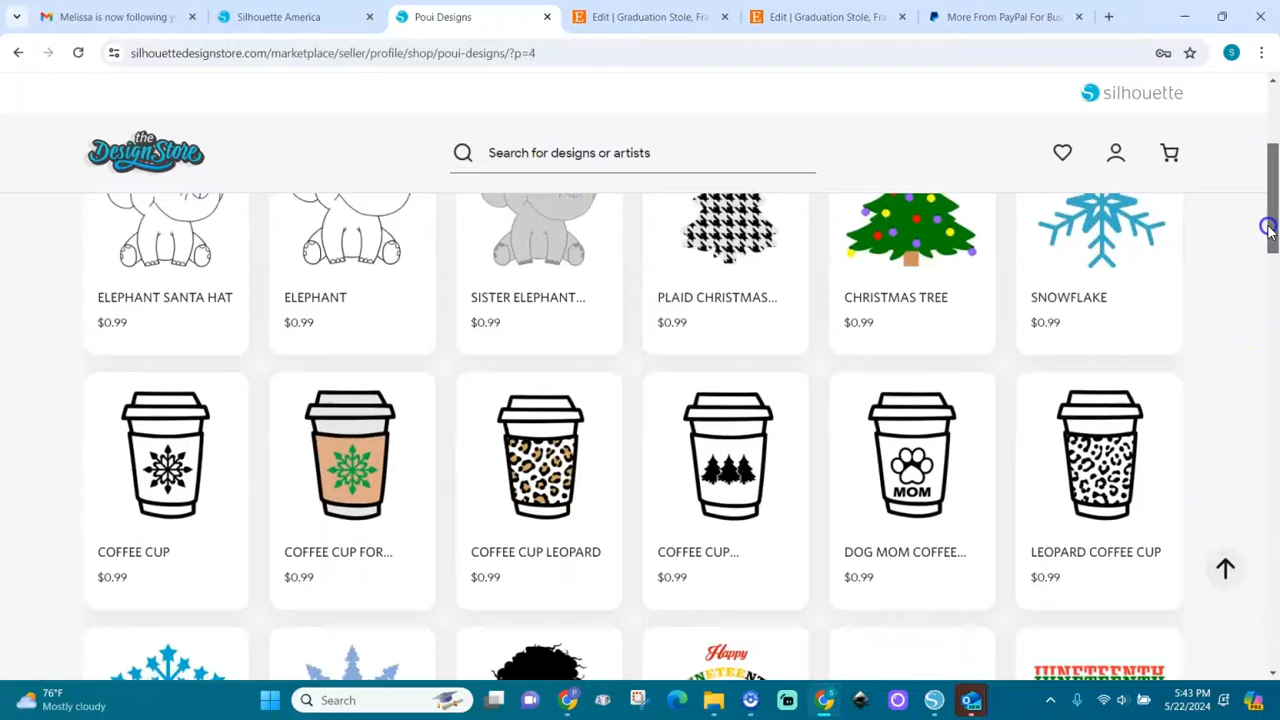 Melissa is now following y
Silhouette America
Poui Designs
Edit | Graduation Stole, Fra
Edit | Graduation Stole, Fra
More From PayPal For Bus
silhouettedesignstore.com/marketplace/seller/profile/shop/poui-designs/?p=4
S
silhouette
the Design Store
Search for designs or artists
ELEPHANT SANTA HAT
$0.99
ELEPHANT
$0.99
SISTER ELEPHANT...
$0.99
PLAID CHRISTMAS...
$0.99
CHRISTMAS TREE
$0.99
SNOWFLAKE
$0.99
MOM
COFFEE CUP
$0.99
COFFEE CUP FOR...
$0.99
COFFEE CUP LEOPARD
$0.99
COFFEE CUP...
$0.99
DOG MOM COFFEE...
$0.99
LEOPARD COFFEE CUP
$0.99
Happy
JUNETEENTH
76°F
Mostly cloudy
Search
5:43 PM
5/22/2024